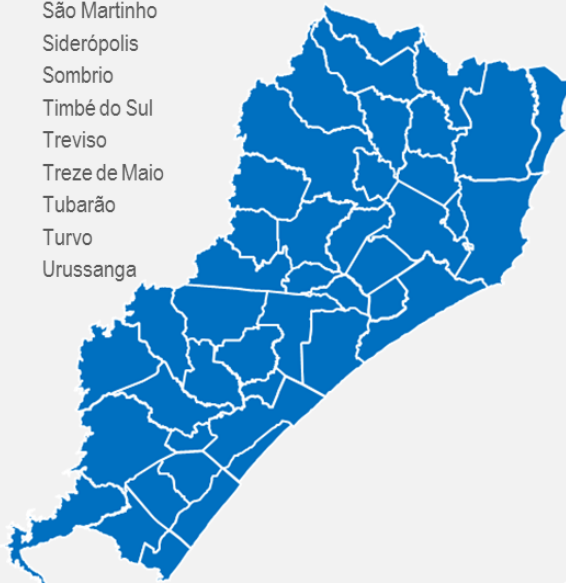 São Martinho
Siderópolis
Sombrio
Timbé do Sul
Treviso
Treze de Maio
Tubarão
Turvo
Urussanga